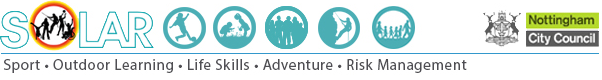 SOLAR
Nottingham
City Council
Sport • Outdoor Learning • Life Skills • Adventure • Risk Management